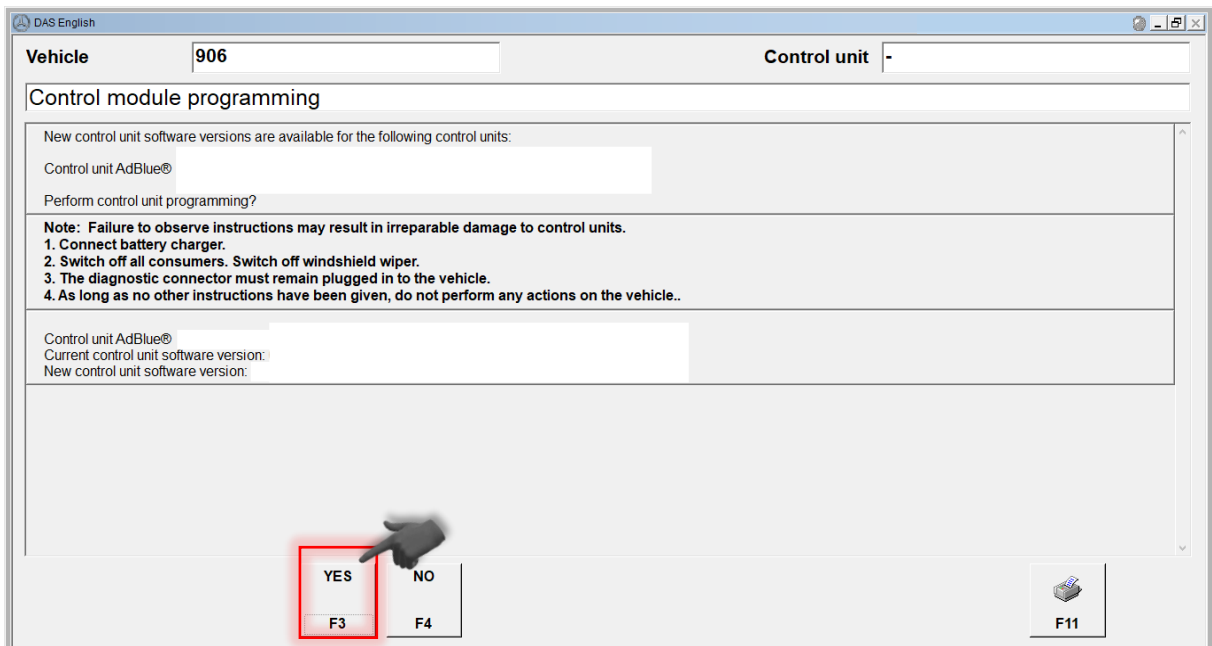 DAS English
Vehicle 906 Control unit -
Control module programming
New control unit software versions are available for the following control units:
Control unit AdBlue®
Perform control unit programming?
Note: Failure to observe instructions may result in irreparable damage to control units.
1. Connect battery charger.
2. Switch off all consumers. Switch off windshield wiper.
3. The diagnostic connector must remain plugged in to the vehicle.
4. As long as no other instructions have been given, do not perform any actions on the vehicle..
Control unit AdBlue®
Current control unit software version:
New control unit software version:
YES NO
F3 F4 F11